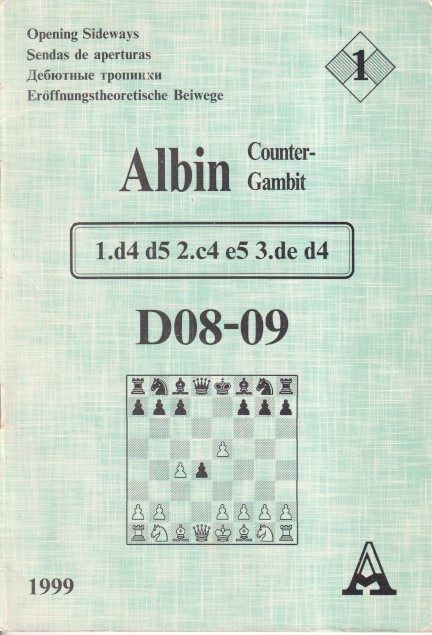 Opening Sideways
Sendas de aperturas
Дебютные тропинки
Eröffnungstheoretische Beiwege
1
Albin Counter-
Gambit
1.d4 d5 2.c4 e5 3.de d4
D08-09
1999